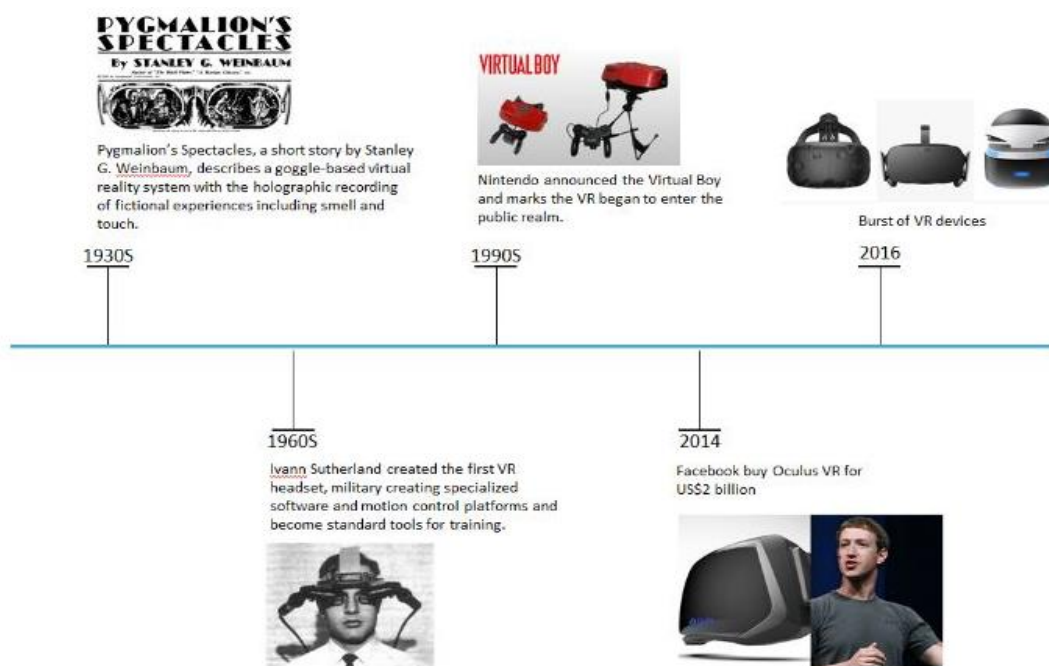 PYGMALION'S
SPECTACLES
By STANLEY G. WEINBAUM
Pygmalion's Spectacles, a short story by Stanley
G. Weinbaum, describes a goggle-based virtual
reality system with the holographic recording
of fictional experiences including smell and
touch.
1930S
VIRTUAL BOY
Nintendo announced the Virtual Boy
and marks the VR began to enter the
public realm.
1990S
Burst of VR devices
2016
1960S
Ivann Sutherland created the first VR
headset, military creating specialized
software and motion control platforms and
become standard tools for training.
2014
Facebook buy Oculus VR for
US$2 billion